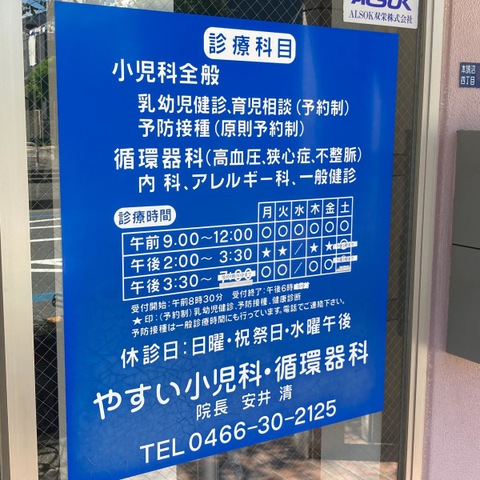 ALSOK
ALSOK双栄株式会社
本鵠沼
四丁目
診療科目
小児科全般
乳幼児健診、育児相談(予約制)
予防接種(原則予約制)
循環器科(高血圧、狭心症、不整脈)
内科、アレルギー科、一般健診
診療時間
月 火 水 木 金 土
午前 9.00~12:00 〇 〇 〇 〇 〇 〇
午後 2:00~ 3:30 ★ ★ / ★ ★
午後 3:30~ 〇 〇 / 〇 〇
受付開始:午前8時30分 受付終了:午後6時
★印:(予約制)乳幼児健診、予防接種、健康診断
予防接種は一般診療時間にも行っています。電話でご連絡下さい。
休診日:日曜・祝祭日・水曜午後
やすい小児科・循環器科
院長 安井 清
TEL 0466-30-2125